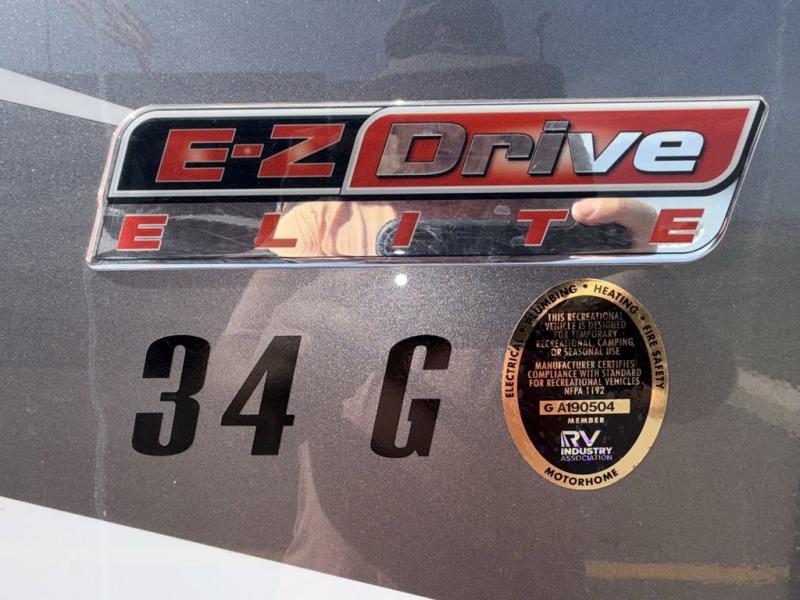 E-Z Drive
ELITE
34 G
ELECTRICAL • PLUMBING • HEATING • FIRE SAFETY
THIS RECREATIONAL
VEHICLE IS DESIGNED
FOR TEMPORARY
RECREATIONAL, CAMPING,
OR SEASONAL USE
MANUFACTURER CERTIFIES
COMPLIANCE WITH STANDARD
FOR RECREATIONAL VEHICLES
NFPA 1192
G A190504
MEMBER
RV
INDUSTRY
ASSOCIATION
MOTORHOME